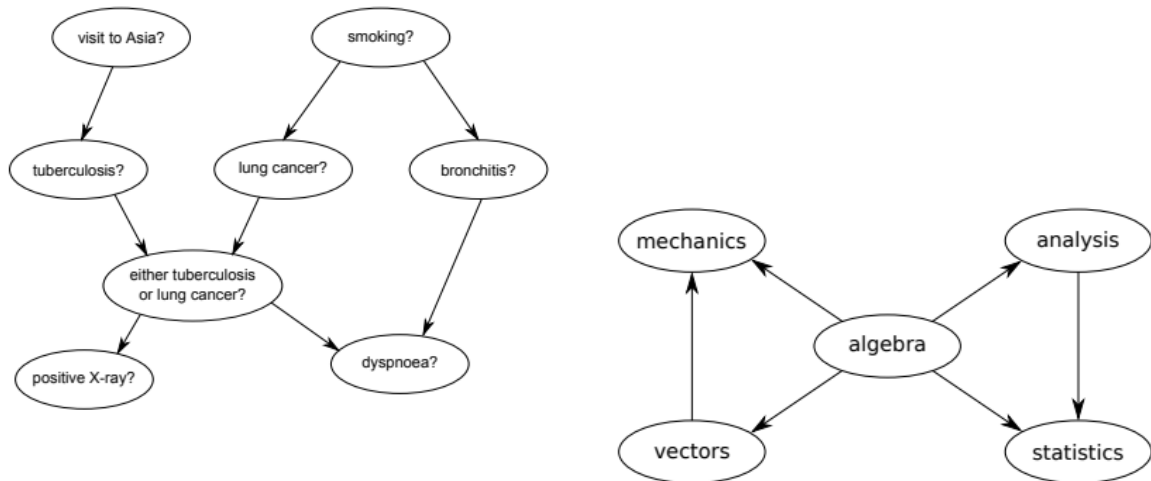 visit to Asia?
smoking?
tuberculosis?
lung cancer?
bronchitis?
either tuberculosis
or lung cancer?
positive X-ray?
dyspnoea?
mechanics
analysis
algebra
vectors
statistics